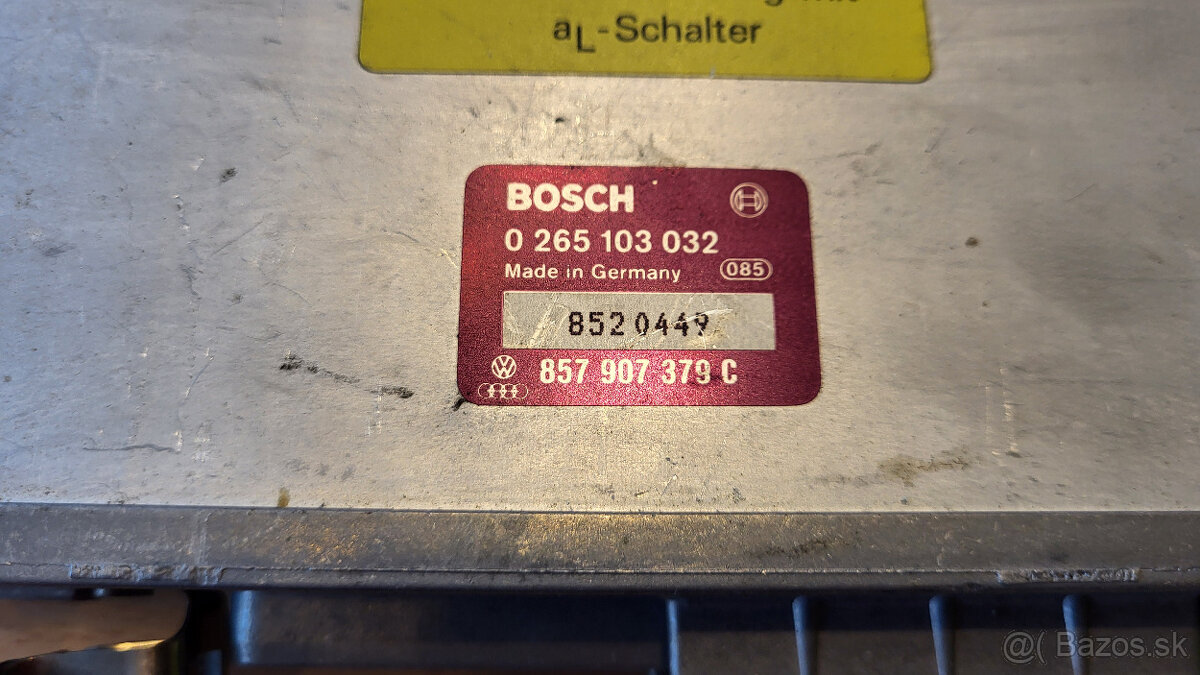 aL-Schalter
BOSCH
0 265 103 032
Made in Germany 085
8520449
857 907 379 C
@( Bazos.sk